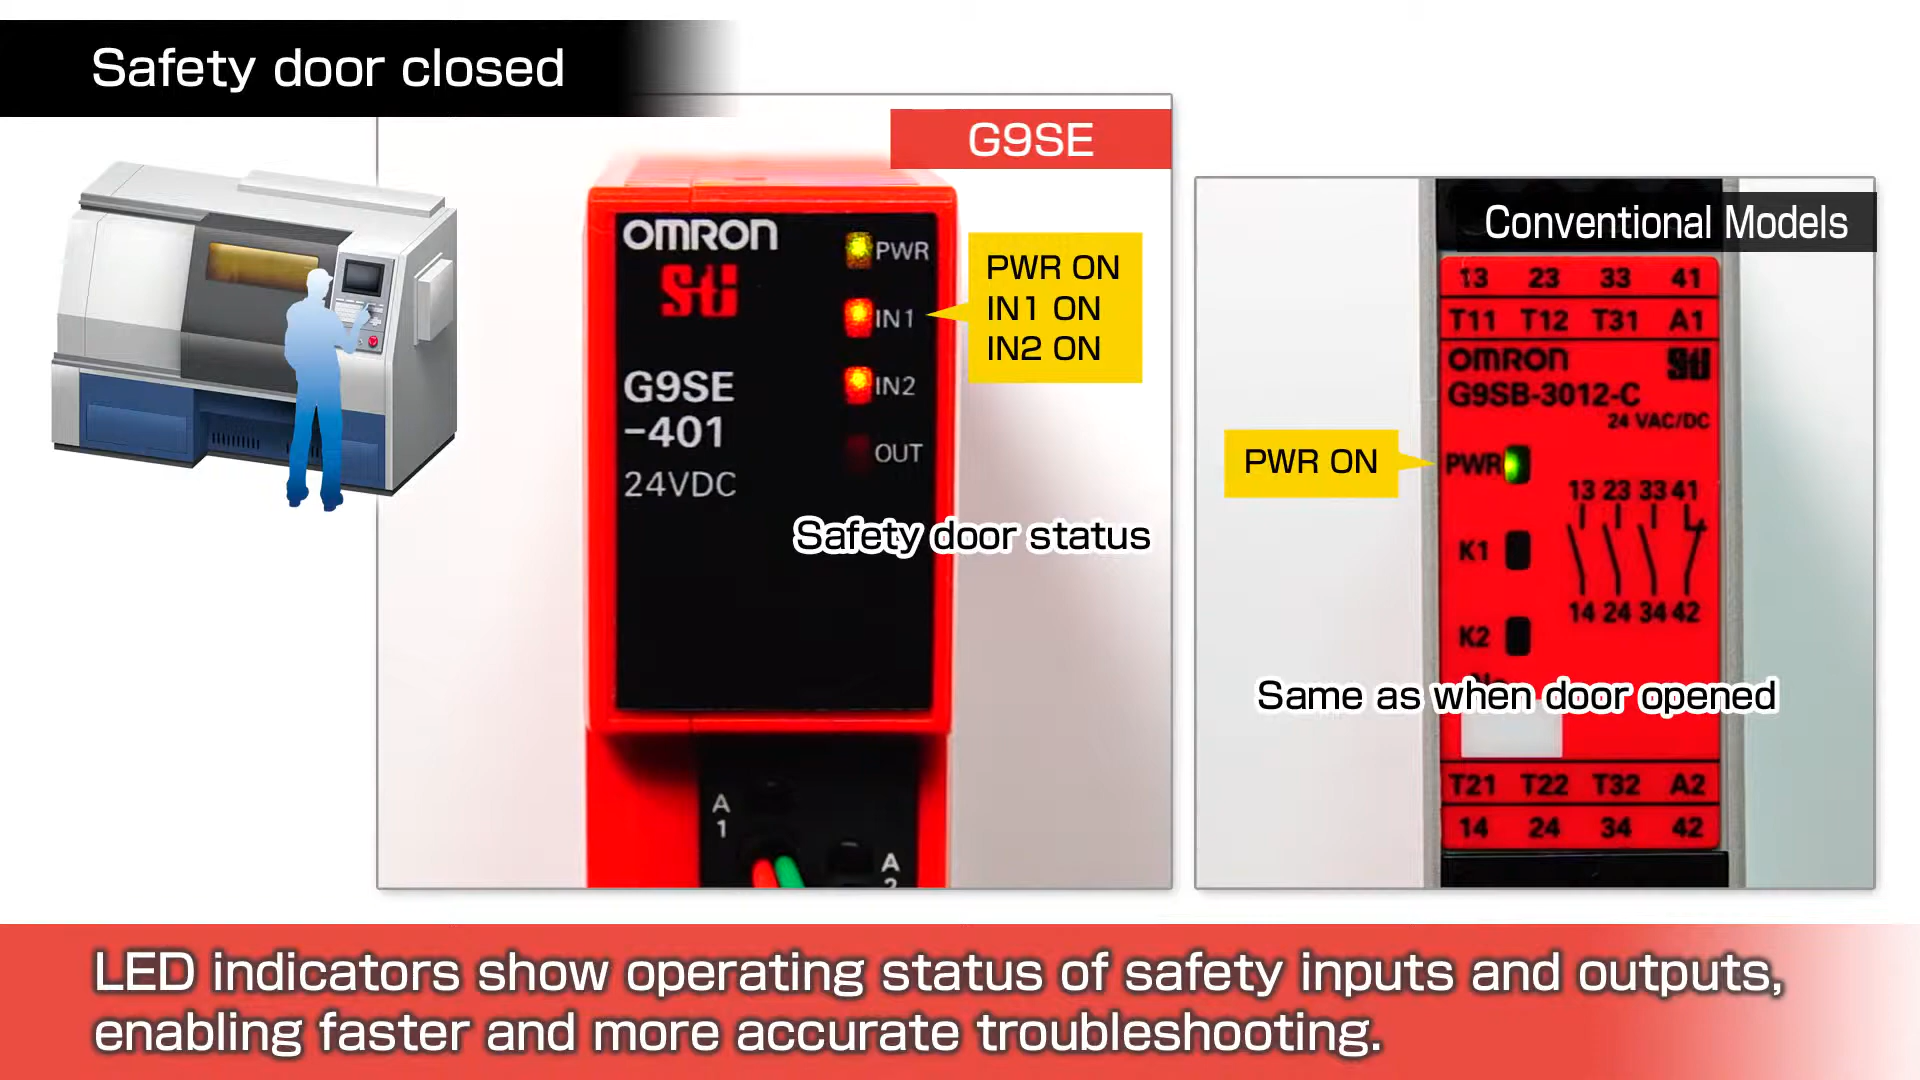 Safety door closed
G9SE
OMRON
sti
PWR
IN1
IN2
OUT
G9SE
-401
24VDC
PWR ON
IN1 ON
IN2 ON
Safety door status
A
1
A
2
Conventional Models
13 23 33 41
T11 T12 T31 A1
OMRON sti
G9SB-3012-C
24 VAC/DC
PWR ON
PWR
13 23 33 41
K1
14 24 34 42
K2
Same as when door opened
T21 T22 T32 A2
14 24 34 42
LED indicators show operating status of safety inputs and outputs,
enabling faster and more accurate troubleshooting.